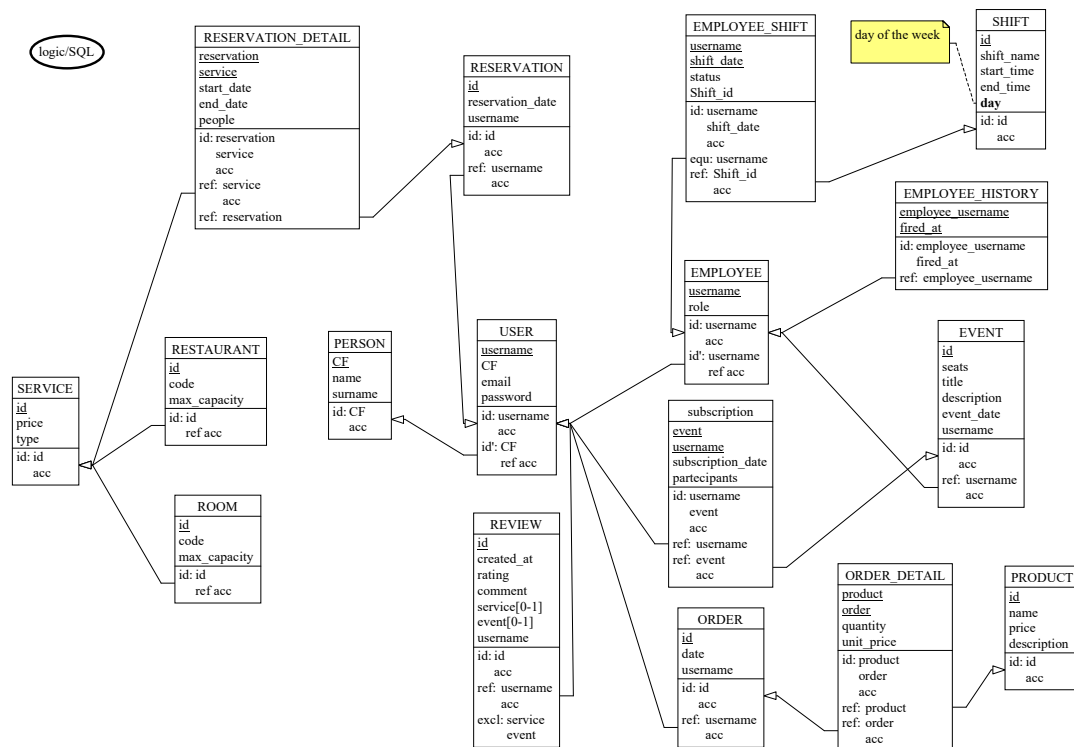 logic/SQL
RESERVATION_DETAIL
reservation
service
start_date
end_date
people
id: reservation
service
acc
ref: service
acc
ref: reservation
RESERVATION
id
reservation_date
username
id: id
acc
ref: username
acc
EMPLOYEE_SHIFT
username
shift_date
status
Shift_id
id: username
shift_date
acc
equ: username
ref: Shift_id
acc
day of the week
SHIFT
id
shift_name
start_time
end_time
day
id: id
acc
EMPLOYEE_HISTORY
employee_username
fired_at
id: employee_username
fired_at
ref: employee_username
EMPLOYEE
username
role
id: username
acc
id': username
ref acc
SERVICE
id
price
type
id: id
acc
RESTAURANT
id
code
max_capacity
id: id
ref acc
PERSON
CF
name
surname
id: CF
acc
USER
username
CF
email
password
id: username
acc
id': CF
ref acc
subscription
event
username
subscription_date
partecipants
id: username
event
acc
ref: username
ref: event
acc
EVENT
id
seats
title
description
event_date
username
id: id
acc
ref: username
acc
ROOM
id
code
max_capacity
id: id
ref acc
REVIEW
id
created_at
rating
comment
service[0-1]
event[0-1]
username
id: id
acc
ref: username
acc
excl: service
event
ORDER
id
date
username
id: id
acc
ref: username
acc
ORDER_DETAIL
product
order
quantity
unit_price
id: product
order
acc
ref: product
ref: order
acc
PRODUCT
id
name
price
description
id: id
acc